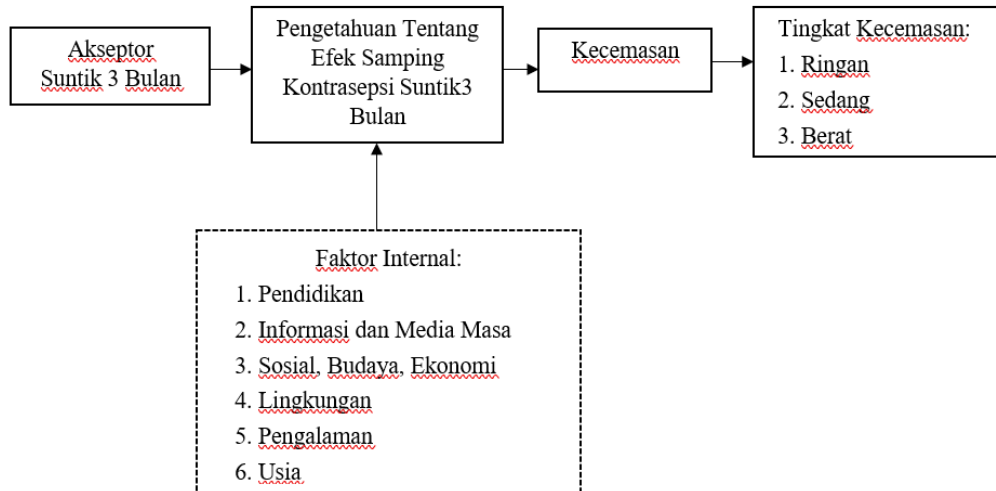 Akseptor
Suntik 3 Bulan
Pengetahuan Tentang
Efek Samping
Kontrasepsi Suntik3
Bulan
Kecemasan
Tingkat Kecemasan:
1. Ringan
2. Sedang
3. Berat
Faktor Internal:
1. Pendidikan
2. Informasi dan Media Masa
3. Sosial, Budaya, Ekonomi
4. Lingkungan
5. Pengalaman
6. Usia